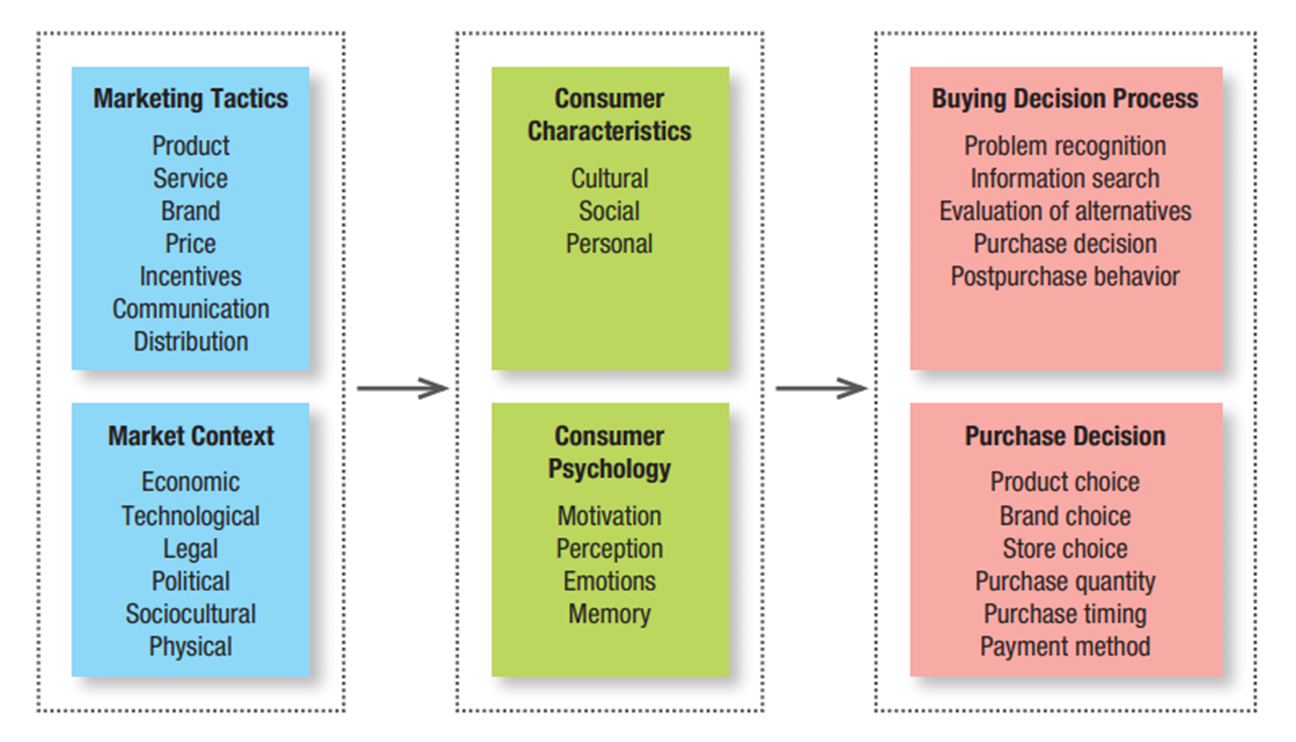 Marketing Tactics
Product
Service
Brand
Price
Incentives
Communication
Distribution
Market Context
Economic
Technological
Legal
Political
Sociocultural
Physical
Consumer
Characteristics
Cultural
Social
Personal
Consumer
Psychology
Motivation
Perception
Emotions
Memory
Buying Decision Process
Problem recognition
Information search
Evaluation of alternatives
Purchase decision
Postpurchase behavior
Purchase Decision
Product choice
Brand choice
Store choice
Purchase quantity
Purchase timing
Payment method